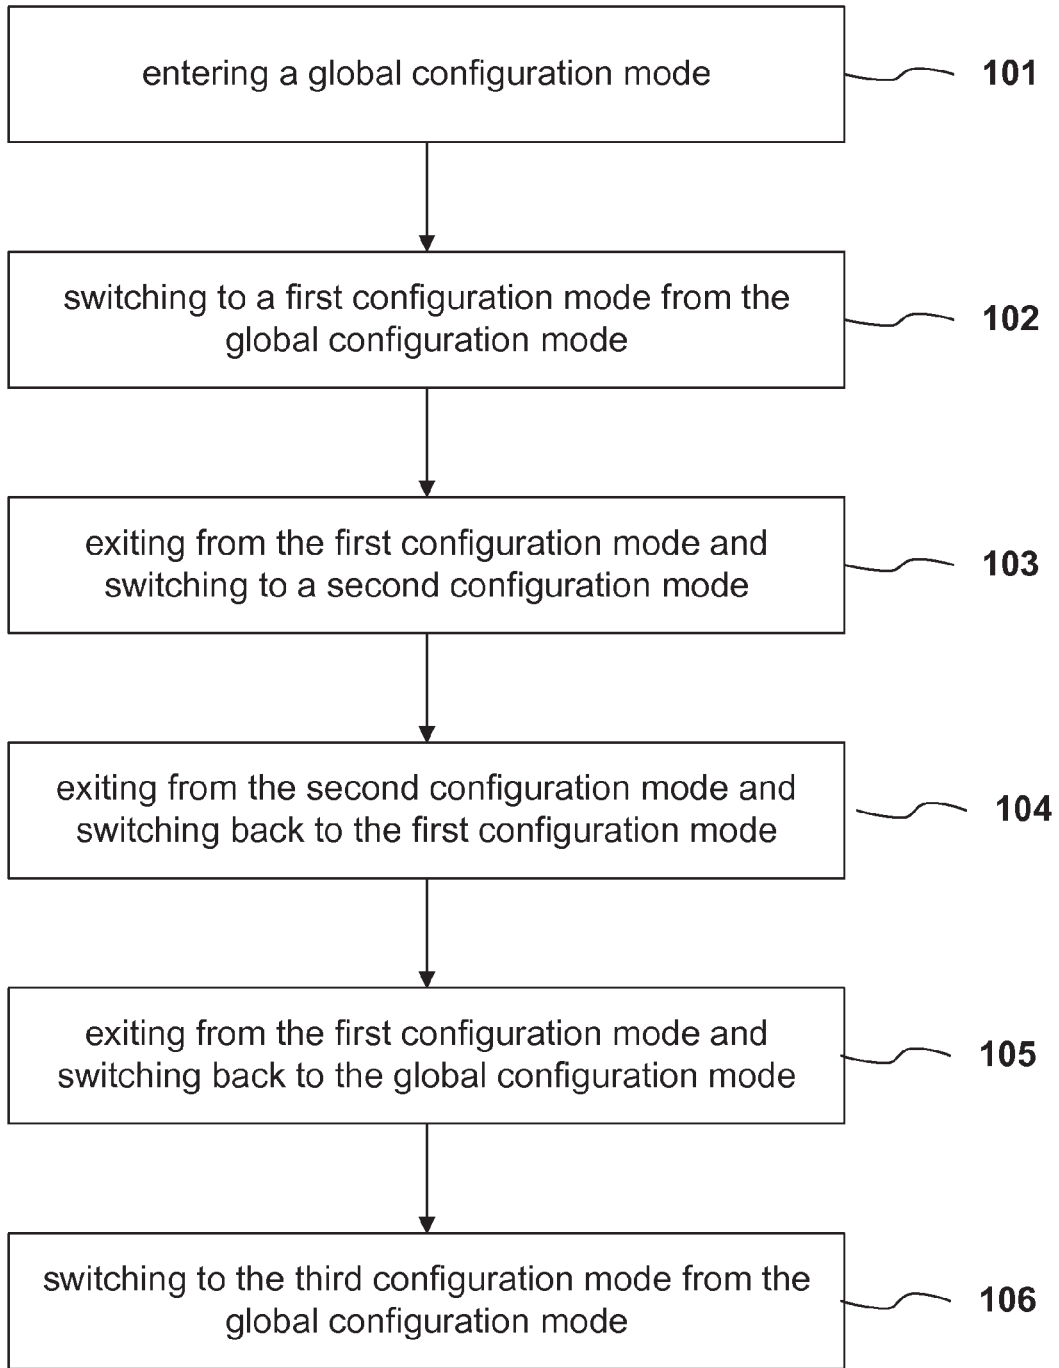 entering a global configuration mode
101
switching to a first configuration mode from the
global configuration mode
102
exiting from the first configuration mode and
switching to a second configuration mode
103
exiting from the second configuration mode and
switching back to the first configuration mode
104
exiting from the first configuration mode and
switching back to the global configuration mode
105
switching to the third configuration mode from the
global configuration mode
106